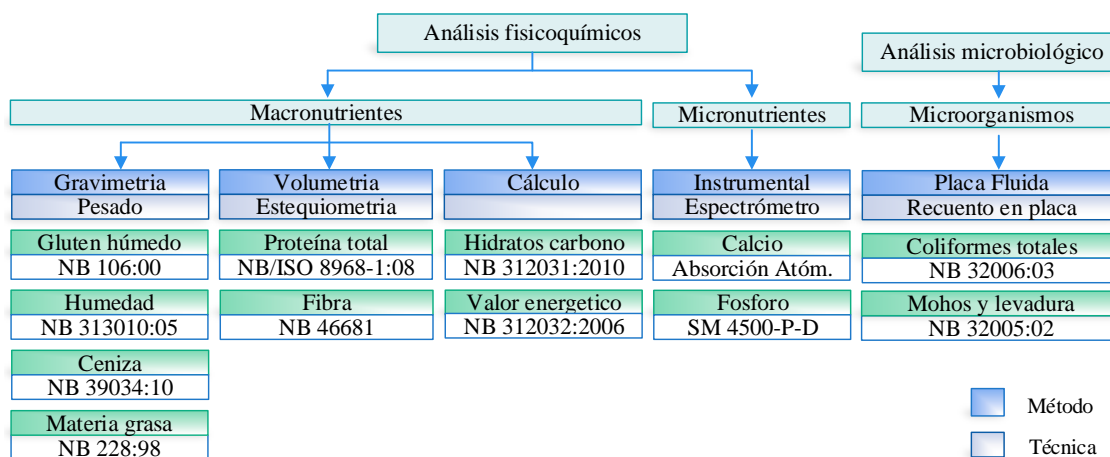 Análisis fisicoquímicos
Análisis microbiológico
Macronutrientes
Micronutrientes
Microorganismos
Gravimetria
Pesado
Volumetria
Estequiometria
Cálculo
Instrumental
Espectrómetro
Placa Fluida
Recuento en placa
Gluten húmedo
NB 106:00
Humedad
NB 313010:05
Ceniza
NB 39034:10
Materia grasa
NB 228:98
Proteína total
NB/ISO 8968-1:08
Fibra
NB 46681
Hidratos carbono
NB 312031:2010
Valor energetico
NB 312032:2006
Calcio
Absorción Atóm.
Fosforo
SM 4500-P-D
Coliformes totales
NB 32006:03
Mohos y levadura
NB 32005:02
Método
Técnica